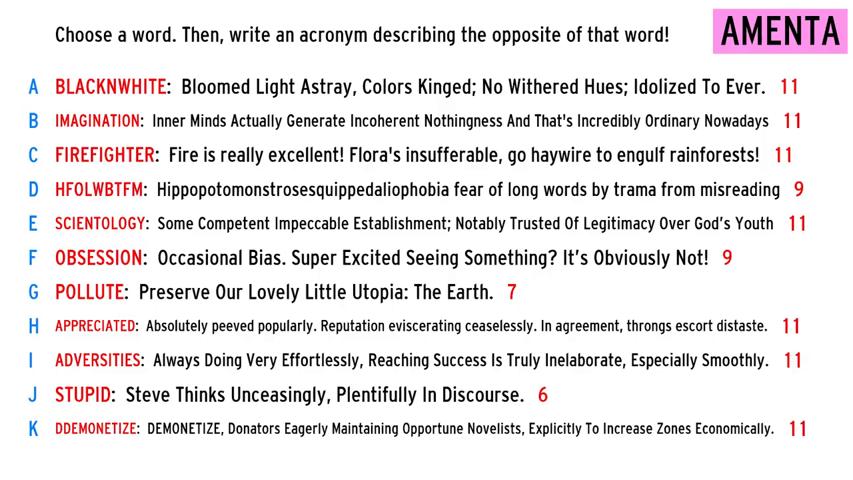 Choose a word. Then, write an acronym describing the opposite of that word! AMENTA
A BLACKNWHITE: Bloomed Light Astray, Colors Kinged; No Withered Hues; Idolized To Ever. 11
B IMAGINATION: Inner Minds Actually Generate Incoherent Nothingness And That's Incredibly Ordinary Nowadays 11
C FIREFIGHTER: Fire is really excellent! Flora's insufferable, go haywire to engulf rainforests! 11
D HFOLWBTFM: Hippopotomonstrosesquippedaliophobia fear of long words by trama from misreading 9
E SCIENTOLOGY: Some Competent Impeccable Establishment; Notably Trusted Of Legitimacy Over God's Youth 11
F OBSESSION: Occasional Bias. Super Excited Seeing Something? It's Obviously Not! 9
G POLLUTE: Preserve Our Lovely Little Utopia: The Earth. 7
H APPRECIATED: Absolutely peeved popularly. Reputation eviscerating ceaselessly. In agreement, throngs escort distaste. 11
I ADVERSITIES: Always Doing Very Effortlessly, Reaching Success Is Truly Inelaborate, Especially Smoothly. 11
J STUPID: Steve Thinks Unceasingly, Plentifully In Discourse. 6
K DDEMONETIZE: DEMONETIZE, Donators Eagerly Maintaining Opportune Novelists, Explicitly To Increase Zones Economically. 11